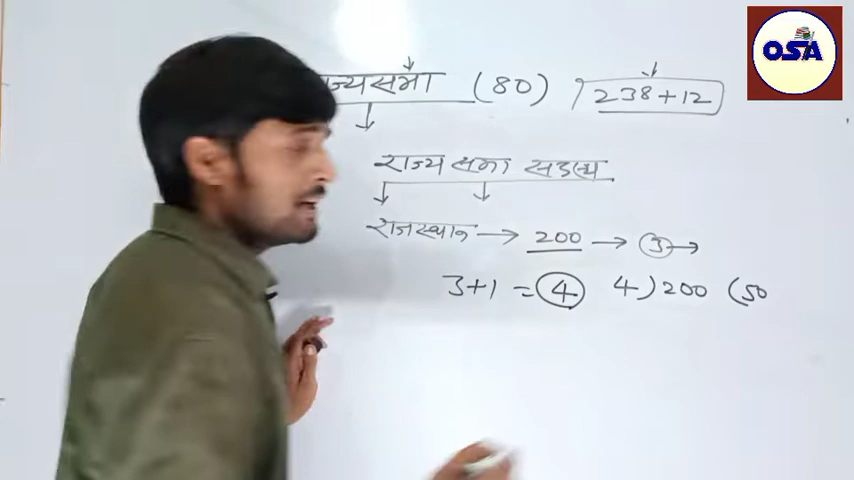 राज्यसभा (80) 238+12
राज्य सभा सदस्य
राजस्थान → 200 → 3 →
3+1 = 4 4)200(50
OSA